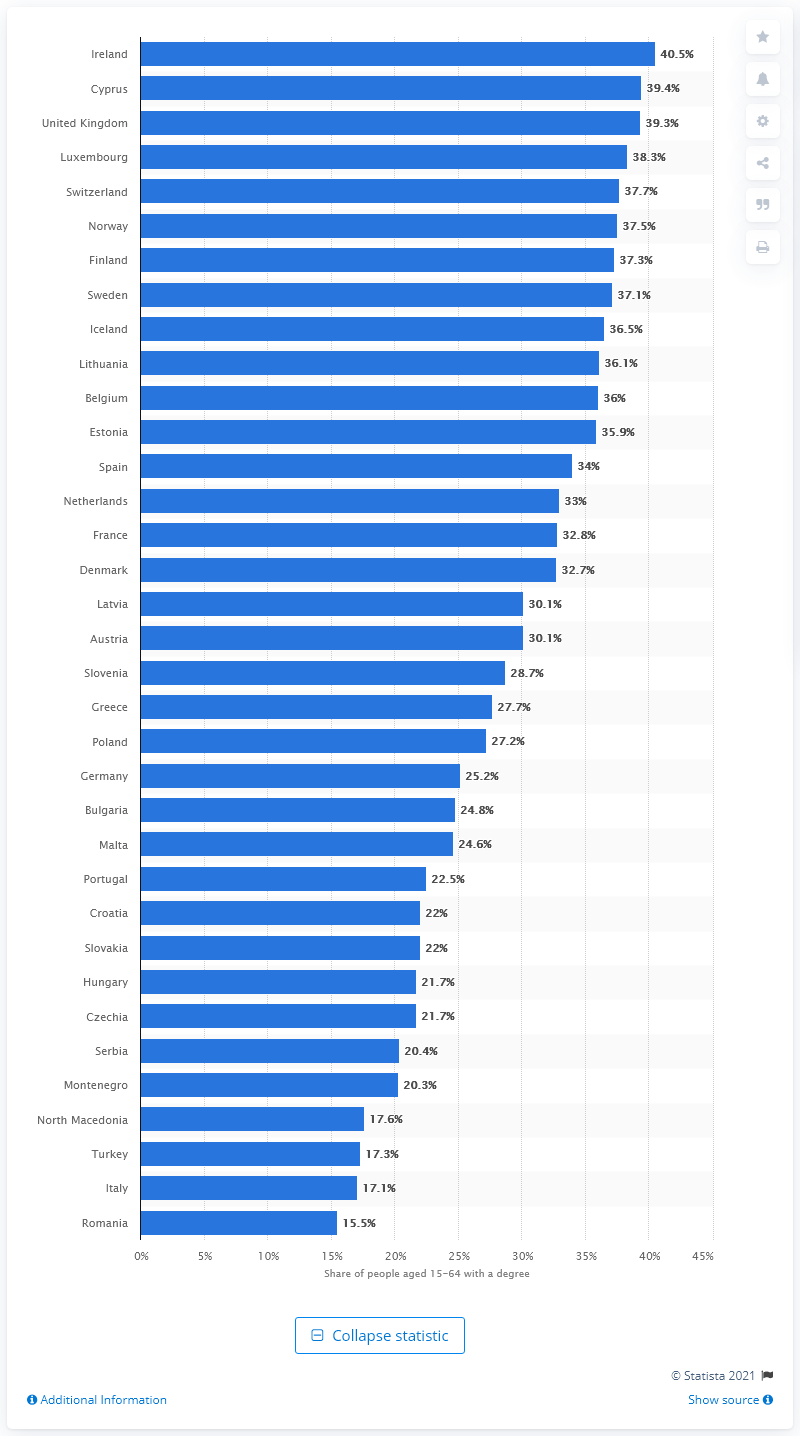 Ireland 40.5%
Cyprus 39.4%
United Kingdom 39.3%
Luxembourg 38.3%
Switzerland 37.7%
Norway 37.5%
Finland 37.3%
Sweden 37.1%
Iceland 36.5%
Lithuania 36.1%
Belgium 36%
Estonia 35.9%
Spain 34%
Netherlands 33%
France 32.8%
Denmark 32.7%
Latvia 30.1%
Austria 30.1%
Slovenia 28.7%
Greece 27.7%
Poland 27.2%
Germany 25.2%
Bulgaria 24.8%
Malta 24.6%
Portugal 22.5%
Croatia 22%
Slovakia 22%
Hungary 21.7%
Czechia 21.7%
Serbia 20.4%
Montenegro 20.3%
North Macedonia 17.6%
Turkey 17.3%
Italy 17.1%
Romania 15.5%
0% 5% 10% 15% 20% 25% 30% 35% 40% 45%
Share of people aged 15–64 with a degree
Collapse statistic
© Statista 2021
Additional Information Show source